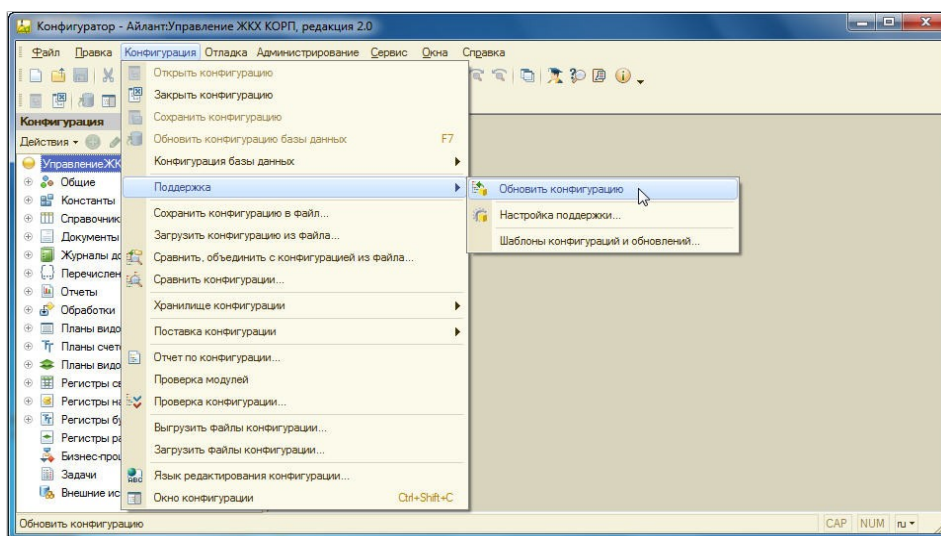 Конфигуратор - Айлант:Управление ЖКХ КОРП, редакция 2.0
Файл Правка Конфигурация Отладка Администрирование Сервис Окна Справка
Открыть конфигурацию
Закрыть конфигурацию
Конфигурация
Сохранить конфигурацию
Действия
Обновить конфигурацию базы данных F7
УправлениеЖК
Конфигурация базы данных
Общие
Поддержка
Обновить конфигурацию
Константы
Настройка поддержки...
Справочник
Сохранить конфигурацию в файл...
Документы
Загрузить конфигурацию из файла...
Шаблоны конфигураций и обновлений...
Журналы до
Сравнить, объединить с конфигурацией из файла...
Перечислен
Сравнить конфигурации...
Отчеты
Хранилище конфигурации
Обработки
Планы видо
Поставка конфигурации
Планы счет
Отчет по конфигурации...
Планы видо
Проверка модулей
Регистры св
Проверка конфигурации...
Регистры на
Регистры бу
Выгрузить файлы конфигурации...
Регистры ра
Загрузить файлы конфигурации...
Бизнес-проц
Задачи
Язык редактирования конфигурации...
Внешние ис
Окно конфигурации Ctrl+Shift+C
Обновить конфигурацию CAP NUM ru